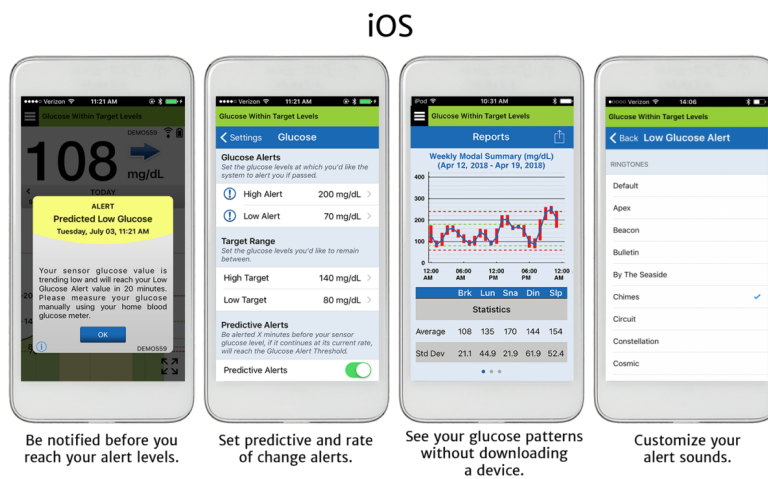 iOS
Verizon 11:21 AM
Glucose Within Target Levels
DEMO559
108
mg/dL
TODAY
ALERT
Predicted Low Glucose
Tuesday, July 03, 11:21 AM
Your sensor glucose value is
trending low and will reach your Low
Glucose Alert value in 20 minutes.
Please measure your glucose
manually using your home blood
glucose meter.
OK
DEMO559
Be notified before you
reach your alert levels.
Verizon 11:21 AM
Glucose Within Target Levels
Settings Glucose
Glucose Alerts
Set the glucose levels at which you'd like the
system to alert you if passed.
High Alert 200 mg/dL
Low Alert 70 mg/dL
Target Range
Set the glucose levels you'd like to remain
between.
High Target 140 mg/dL
Low Target 80 mg/dL
Predictive Alerts
Be alerted X minutes before your sensor
glucose level, if it continues at its current rate,
will reach the Glucose Alert Threshold.
Predictive Alerts
Set predictive and rate
of change alerts.
iPod 10:31 AM
Glucose Within Target Levels
Reports
Weekly Modal Summary (mg/dL)
(Apr 12, 2018 - Apr 19, 2018)
400
300
200
100
0
12:00 06:00 12:00 06:00 12:00
AM AM PM PM AM
Brk Lun Sna Din Slp
Statistics
Average 108 135 170 144 154
Std Dev 21.1 44.9 21.9 61.9 52.4
See your glucose patterns
without downloading
a device.
Verizon 14:06
Glucose Within Target Levels
Back Low Glucose Alert
RINGTONES
Default
Apex
Beacon
Bulletin
By The Seaside
Chimes
Circuit
Constellation
Cosmic
Customize your
alert sounds.